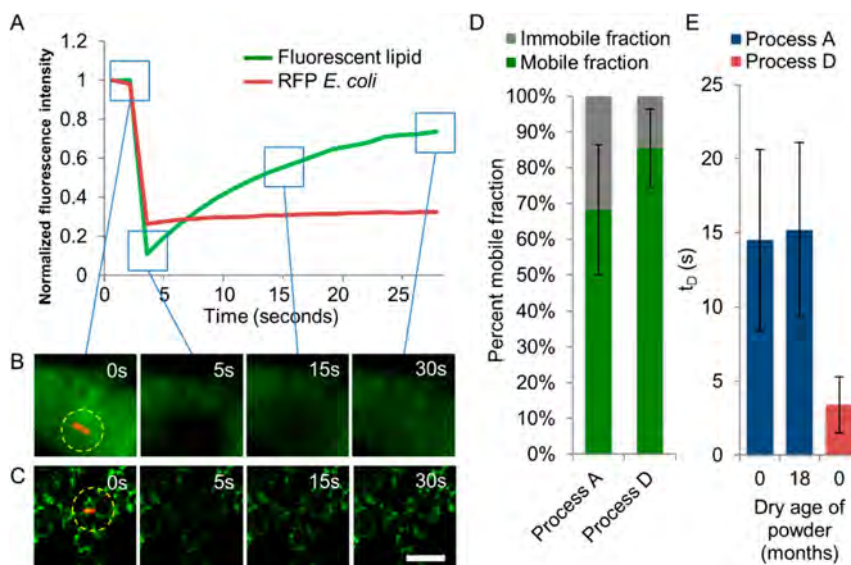 A
Normalized fluorescence intensity
1.2
1
0.8
0.6
0.4
0.2
0
0
5
10
15
20
25
Time (seconds)
Fluorescent lipid
RFP E. coli
B
0s
5s
15s
30s
C
0s
5s
15s
30s
D
Immobile fraction
Mobile fraction
Percent mobile fraction
100%
90%
80%
70%
60%
50%
40%
30%
20%
10%
0%
Process A
Process D
E
Process A
Process D
tD (s)
25
20
15
10
5
0
0
18
0
Dry age of
powder
(months)